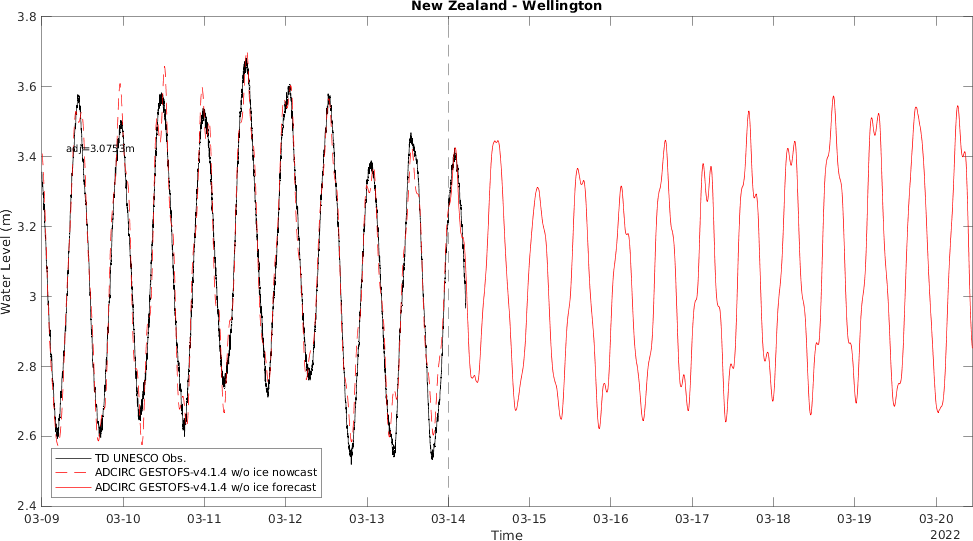 New Zealand - Wellington
3.8
3.6
3.4
3.2
3
2.8
2.6
2.4
Water Level (m)
adj=3.0753m
TD UNESCO Obs.
ADCIRC GESTOFS-v4.1.4 w/o ice nowcast
ADCIRC GESTOFS-v4.1.4 w/o ice forecast
03-09 03-10 03-11 03-12 03-13 03-14 03-15 03-16 03-17 03-18 03-19 03-20
2022
Time